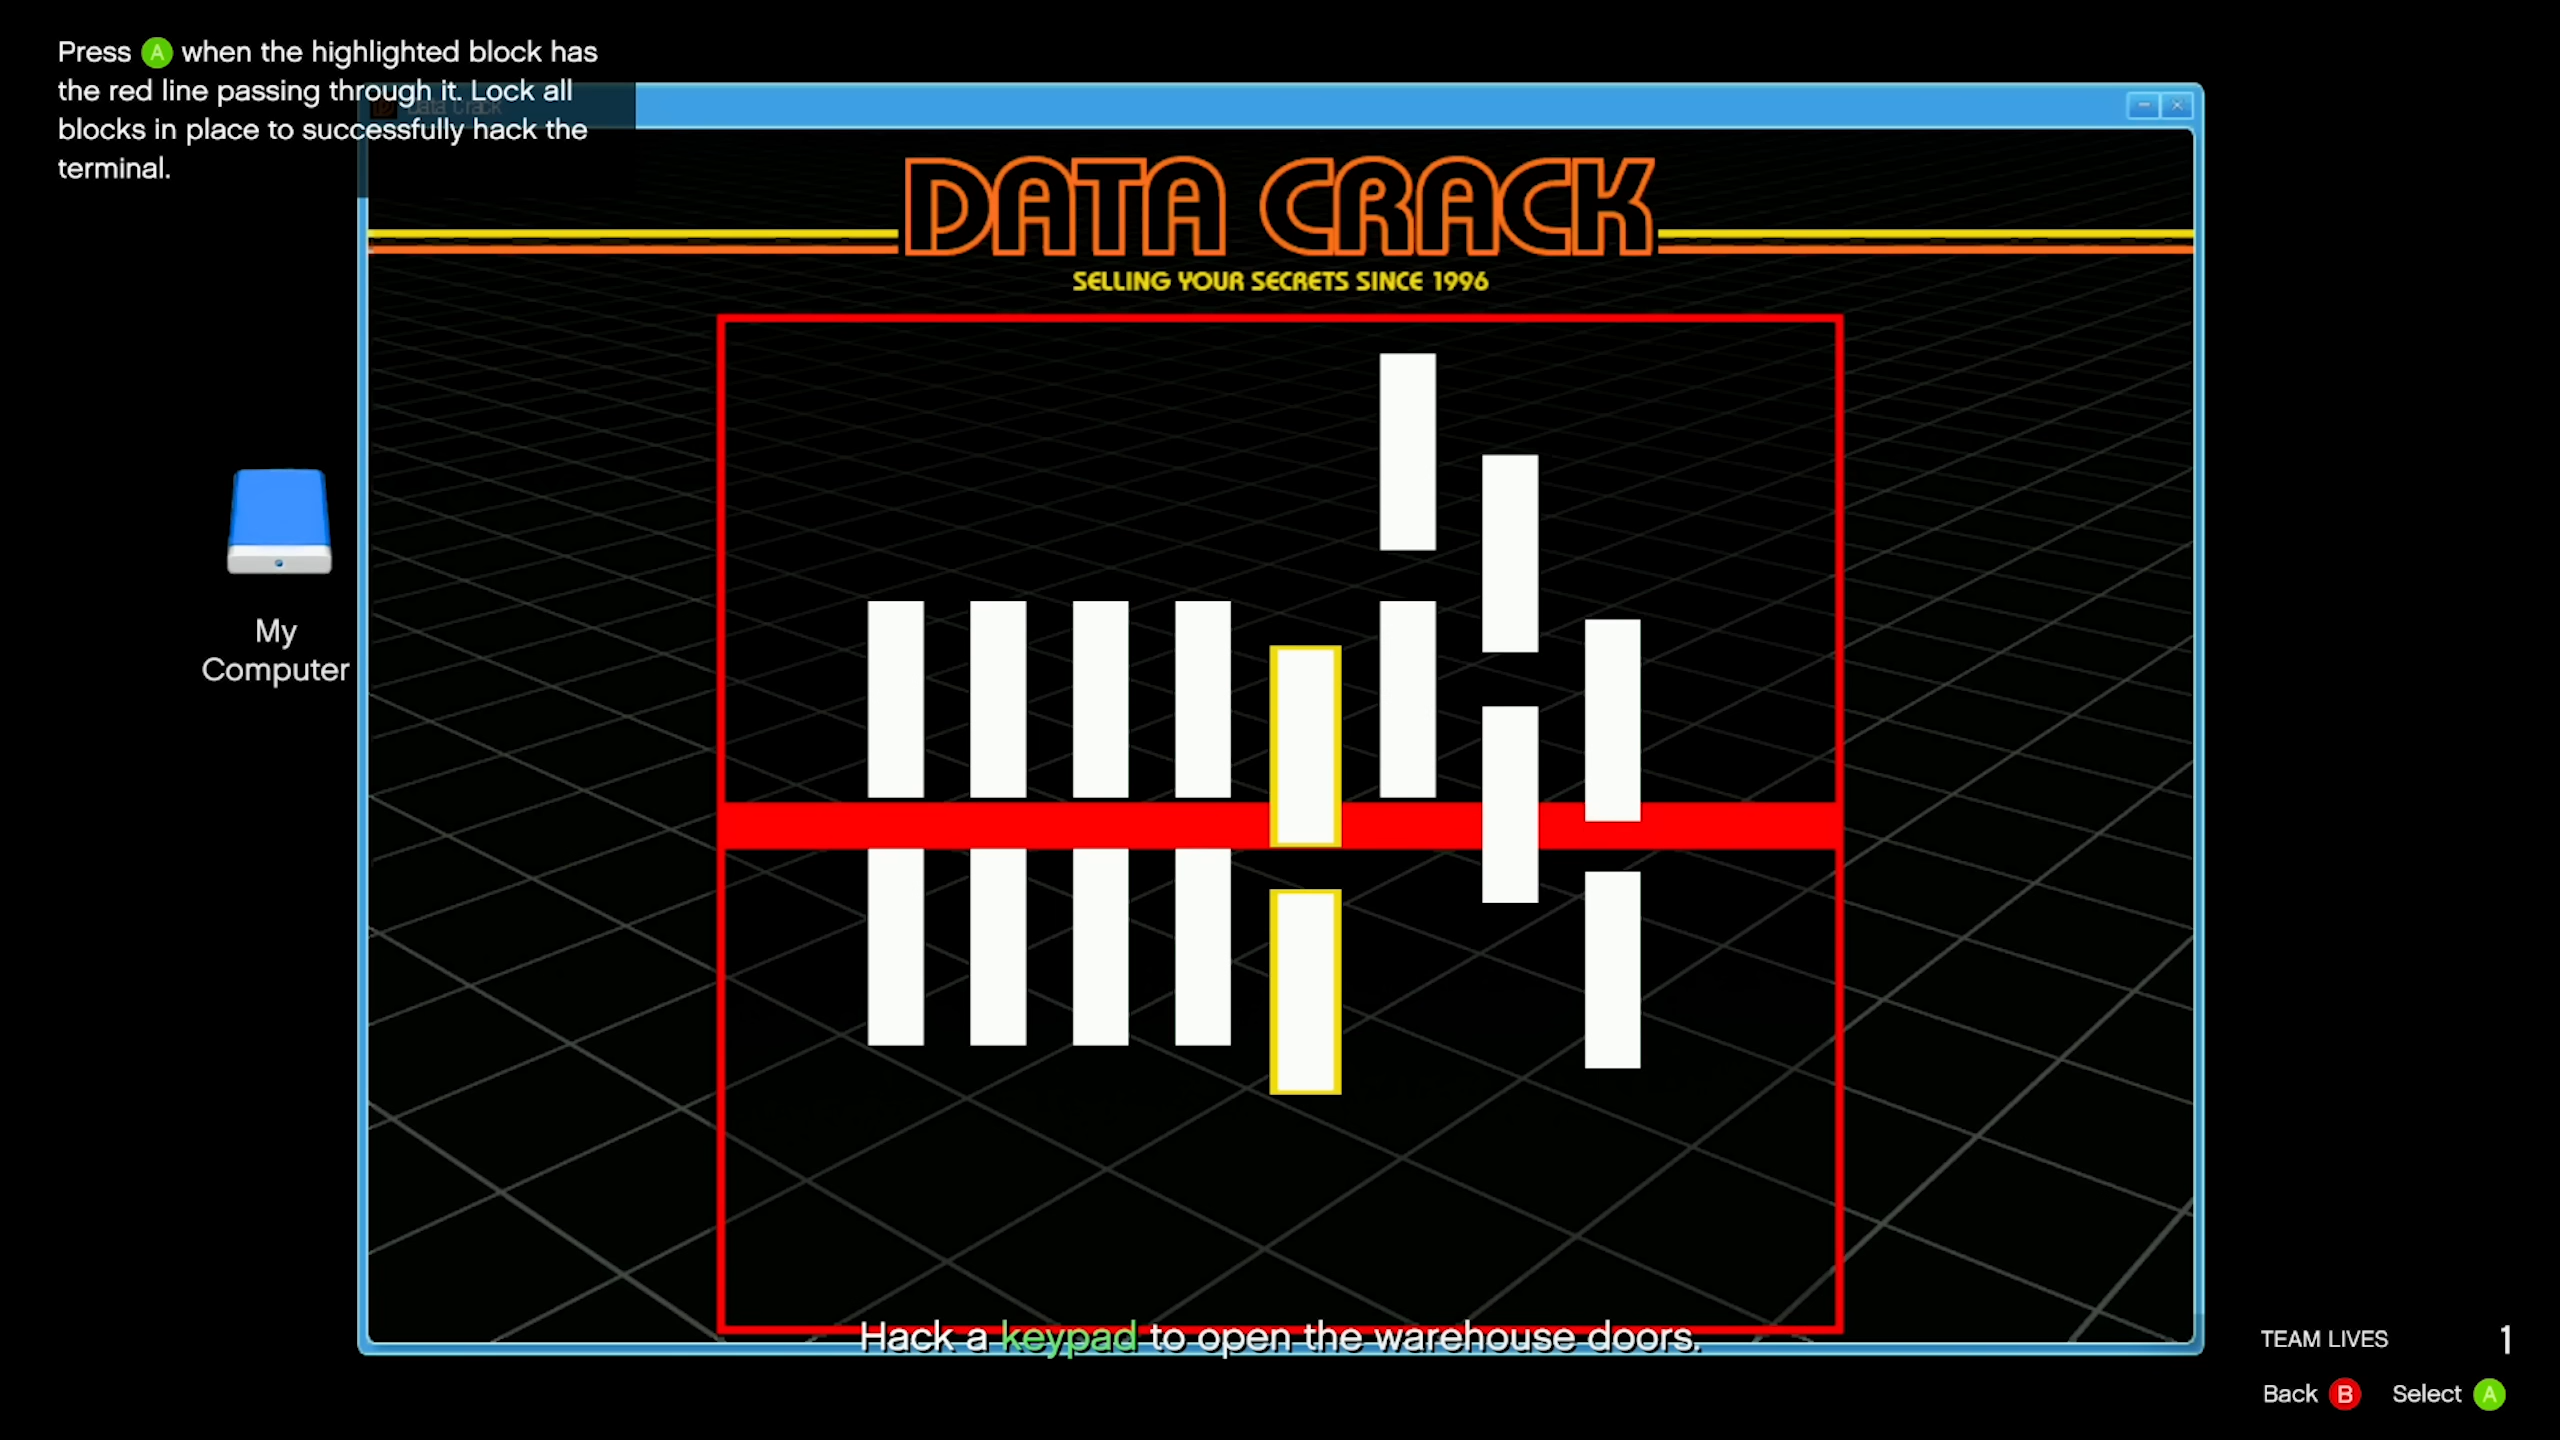 Press A when the highlighted block has
the red line passing through it. Lock all
blocks in place to successfully hack the
terminal.
Data Crack
DATA CRACK
SELLING YOUR SECRETS SINCE 1996
My
Computer
Hack a keypad to open the warehouse doors.
TEAM LIVES 1
Back B Select A